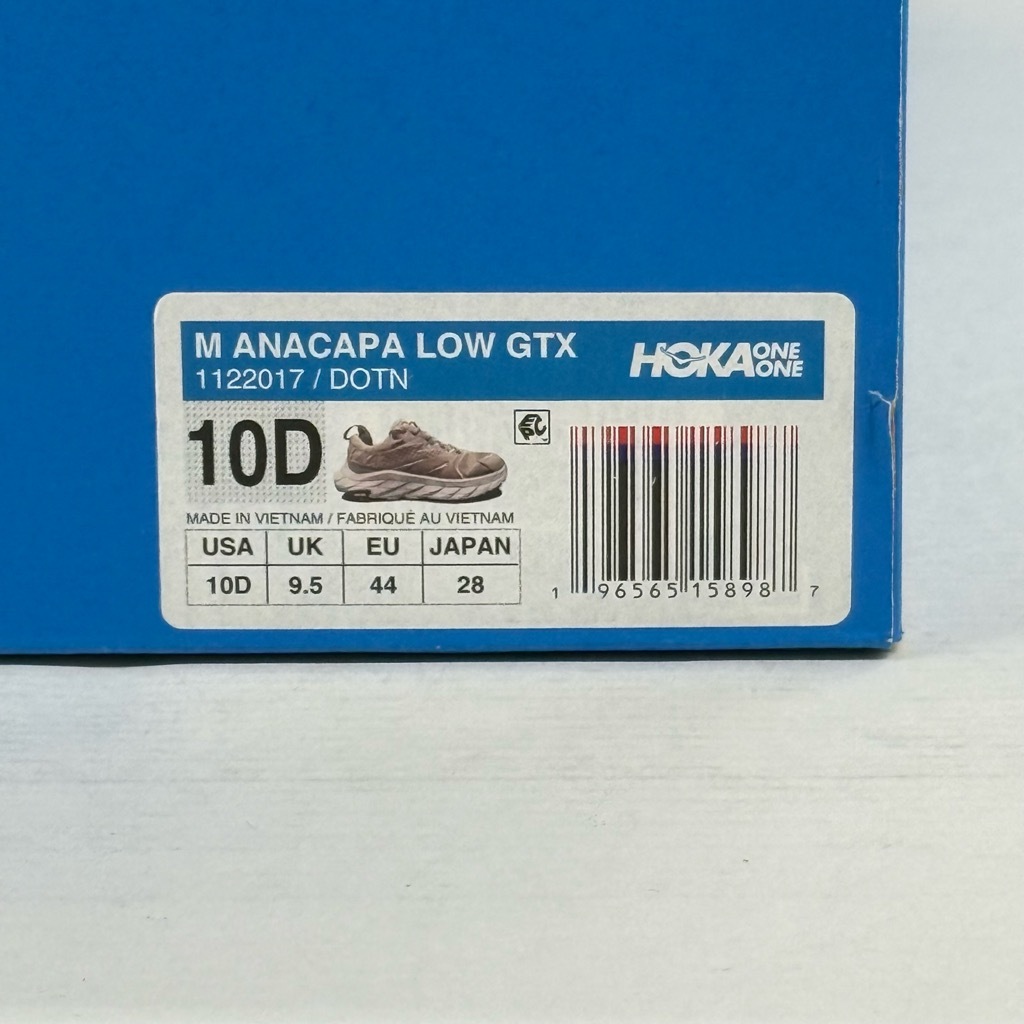 M ANACAPA LOW GTX
1122017 / DOTN
HOKA ONE ONE
10D
MADE IN VIETNAM / FABRIQUÉ AU VIETNAM
USA UK EU JAPAN
10D 9.5 44 28
1 96565 15898 7